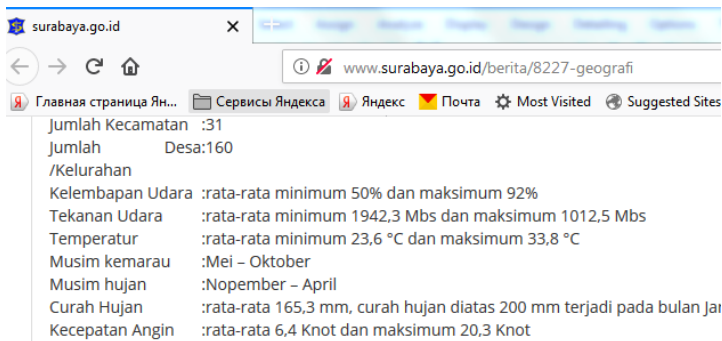 surabaya.go.id
www.surabaya.go.id/berita/8227-geografi
Главная страница Ян... Сервисы Яндекса Яндекс Почта Most Visited Suggested Sites
Jumlah Kecamatan :31
Jumlah Desa:160
/Kelurahan
Kelembapan Udara :rata-rata minimum 50% dan maksimum 92%
Tekanan Udara :rata-rata minimum 1942,3 Mbs dan maksimum 1012,5 Mbs
Temperatur :rata-rata minimum 23,6 °C dan maksimum 33,8 °C
Musim kemarau :Mei – Oktober
Musim hujan :Nopember – April
Curah Hujan :rata-rata 165,3 mm, curah hujan diatas 200 mm terjadi pada bulan Jar
Kecepatan Angin :rata-rata 6,4 Knot dan maksimum 20,3 Knot